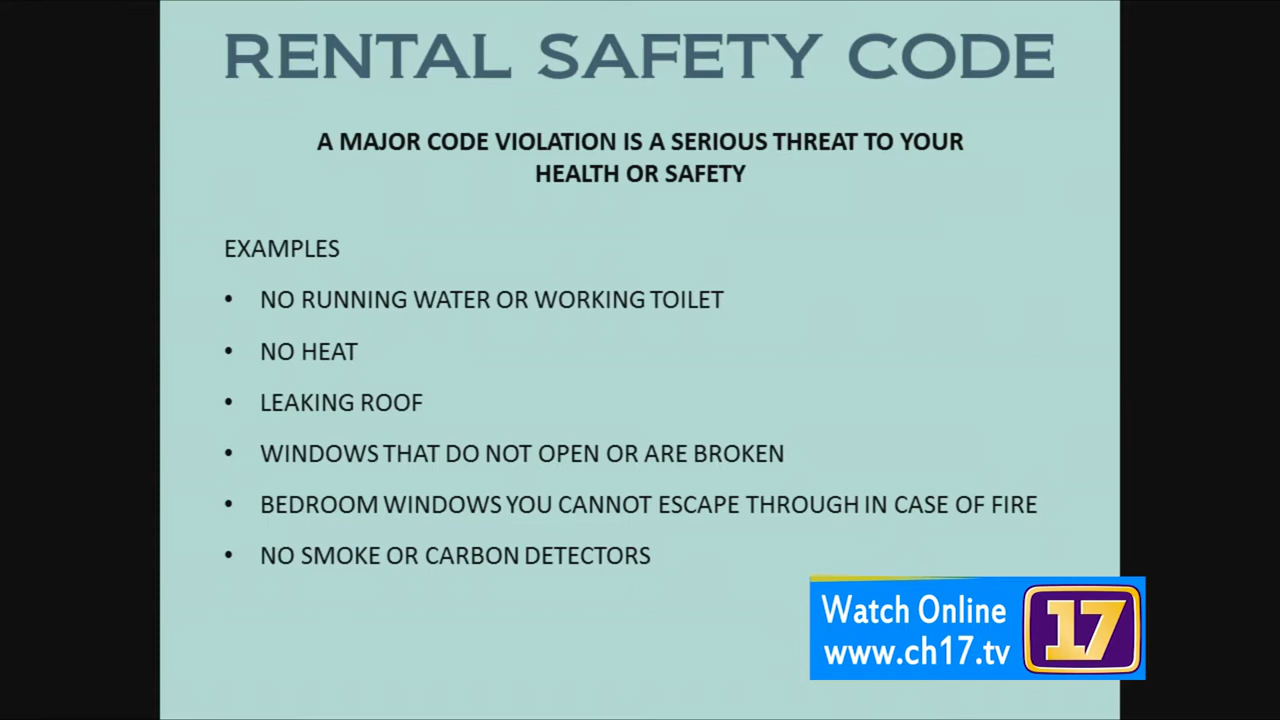 RENTAL SAFETY CODE
A MAJOR CODE VIOLATION IS A SERIOUS THREAT TO YOUR
HEALTH OR SAFETY
EXAMPLES
• NO RUNNING WATER OR WORKING TOILET
• NO HEAT
• LEAKING ROOF
• WINDOWS THAT DO NOT OPEN OR ARE BROKEN
• BEDROOM WINDOWS YOU CANNOT ESCAPE THROUGH IN CASE OF FIRE
• NO SMOKE OR CARBON DETECTORS
Watch Online
www.ch17.tv
17